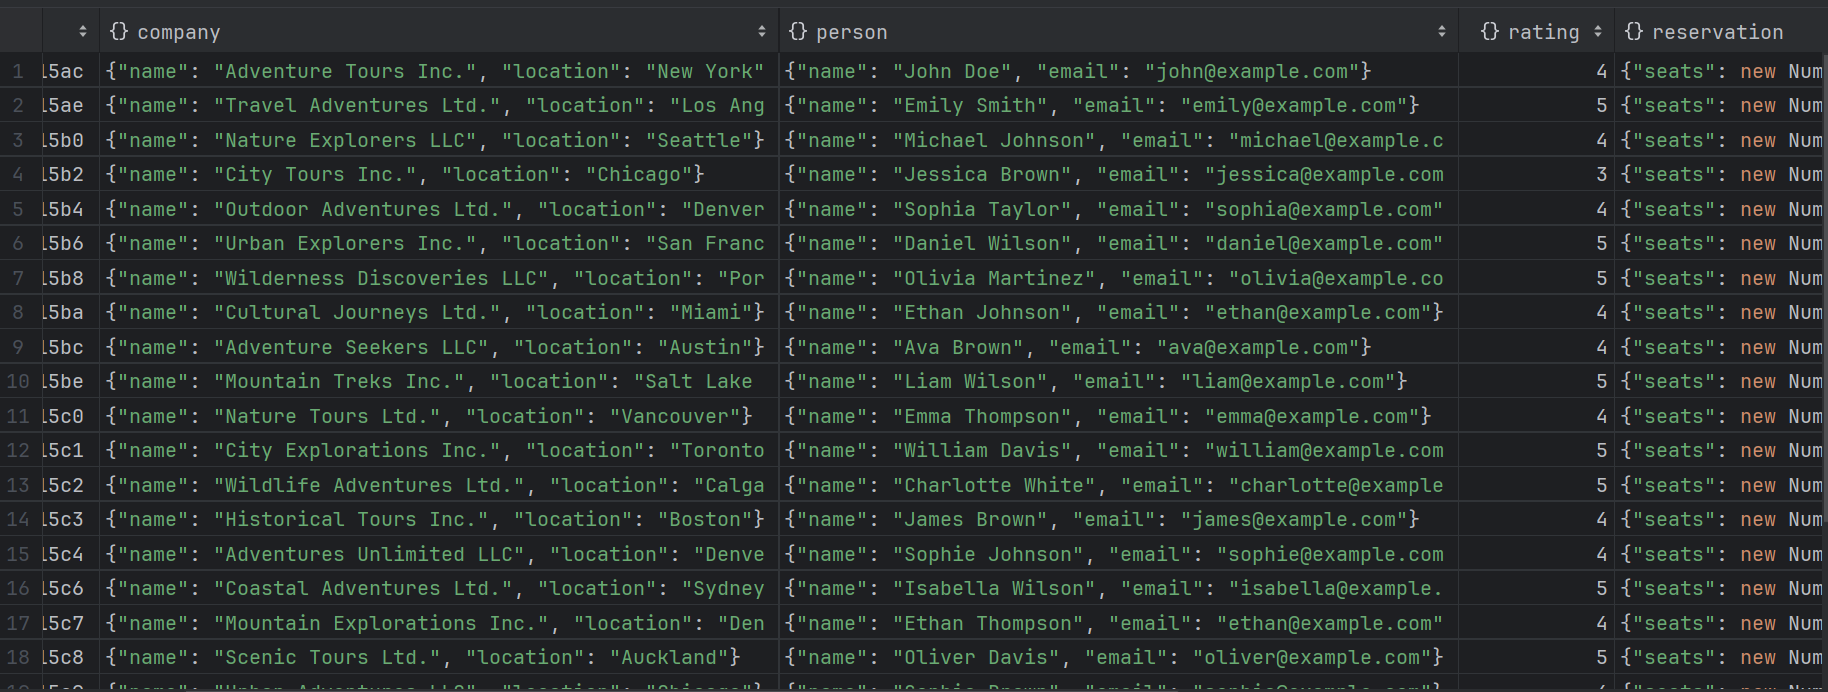 {} company {} person {} rating {} reservation
1 15ac {"name": "Adventure Tours Inc.", "location": "New York" {"name": "John Doe", "email": "john@example.com"} 4 {"seats": new Num
2 15ae {"name": "Travel Adventures Ltd.", "location": "Los Ang {"name": "Emily Smith", "email": "emily@example.com"} 5 {"seats": new Num
3 15b0 {"name": "Nature Explorers LLC", "location": "Seattle"} {"name": "Michael Johnson", "email": "michael@example.c 4 {"seats": new Num
4 15b2 {"name": "City Tours Inc.", "location": "Chicago"} {"name": "Jessica Brown", "email": "jessica@example.com 3 {"seats": new Num
5 15b4 {"name": "Outdoor Adventures Ltd.", "location": "Denver {"name": "Sophia Taylor", "email": "sophia@example.com" 4 {"seats": new Num
6 15b6 {"name": "Urban Explorers Inc.", "location": "San Franc {"name": "Daniel Wilson", "email": "daniel@example.com" 5 {"seats": new Num
7 15b8 {"name": "Wilderness Discoveries LLC", "location": "Por {"name": "Olivia Martinez", "email": "olivia@example.co 5 {"seats": new Num
8 15ba {"name": "Cultural Journeys Ltd.", "location": "Miami"} {"name": "Ethan Johnson", "email": "ethan@example.com"} 4 {"seats": new Num
9 15bc {"name": "Adventure Seekers LLC", "location": "Austin"} {"name": "Ava Brown", "email": "ava@example.com"} 4 {"seats": new Num
10 15be {"name": "Mountain Treks Inc.", "location": "Salt Lake {"name": "Liam Wilson", "email": "liam@example.com"} 5 {"seats": new Num
11 15c0 {"name": "Nature Tours Ltd.", "location": "Vancouver"} {"name": "Emma Thompson", "email": "emma@example.com"} 4 {"seats": new Num
12 15c1 {"name": "City Explorations Inc.", "location": "Toronto {"name": "William Davis", "email": "william@example.com 5 {"seats": new Num
13 15c2 {"name": "Wildlife Adventures Ltd.", "location": "Calga {"name": "Charlotte White", "email": "charlotte@example 5 {"seats": new Num
14 15c3 {"name": "Historical Tours Inc.", "location": "Boston"} {"name": "James Brown", "email": "james@example.com"} 4 {"seats": new Num
15 15c4 {"name": "Adventures Unlimited LLC", "location": "Denve {"name": "Sophie Johnson", "email": "sophie@example.com 4 {"seats": new Num
16 15c6 {"name": "Coastal Adventures Ltd.", "location": "Sydney {"name": "Isabella Wilson", "email": "isabella@example. 5 {"seats": new Num
17 15c7 {"name": "Mountain Explorations Inc.", "location": "Den {"name": "Ethan Thompson", "email": "ethan@example.com" 4 {"seats": new Num
18 15c8 {"name": "Scenic Tours Ltd.", "location": "Auckland"} {"name": "Oliver Davis", "email": "oliver@example.com"} 5 {"seats": new Num